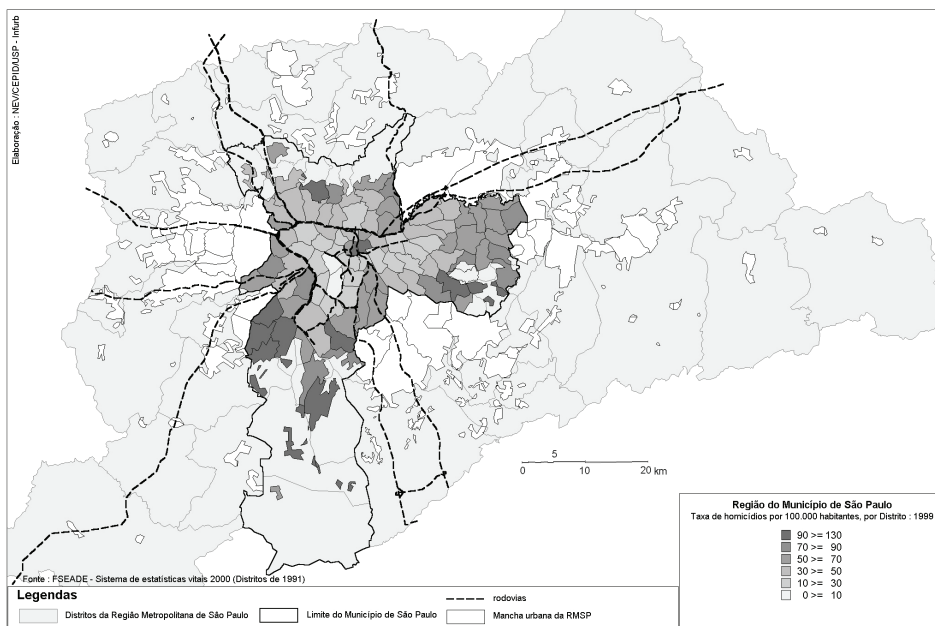 Elaboração : NEV/CEPID/USP - Infurb
5
0 10 20 km
Região do Município de São Paulo
Taxa de homicídios por 100.000 habitantes, por Distrito : 1999
90 >= 130
70 >= 90
50 >= 70
30 >= 50
10 >= 30
0 >= 10
Fonte : FSEADE - Sistema de estatísticas vitais 2000 (Distritos de 1991)
Legendas
rodovias
Distritos da Região Metropolitana de São Paulo
Limite do Município de São Paulo
Mancha urbana da RMSP